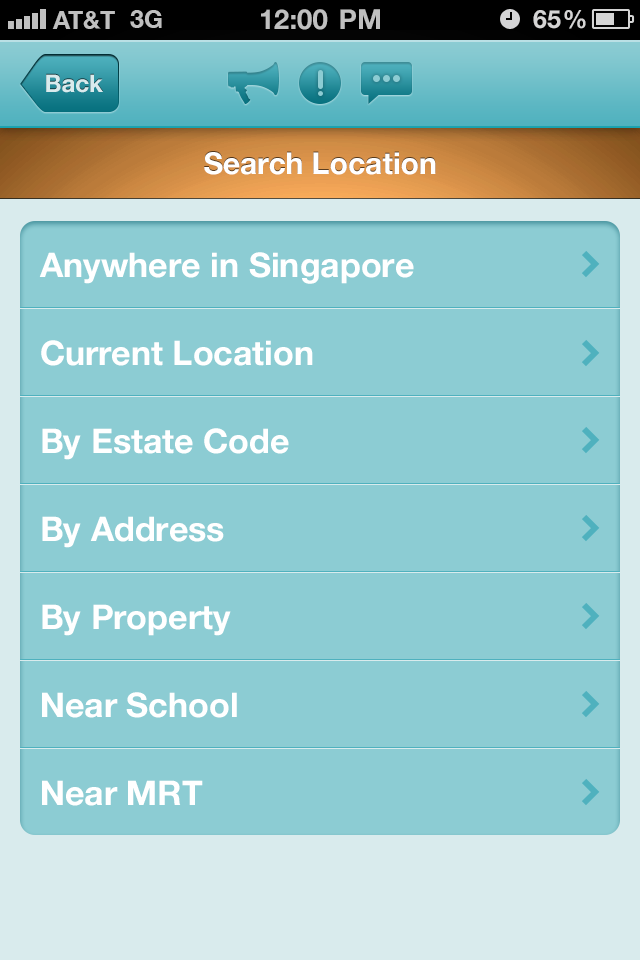 AT&T 3G 12:00 PM 65%
Back
Search Location
Anywhere in Singapore
Current Location
By Estate Code
By Address
By Property
Near School
Near MRT